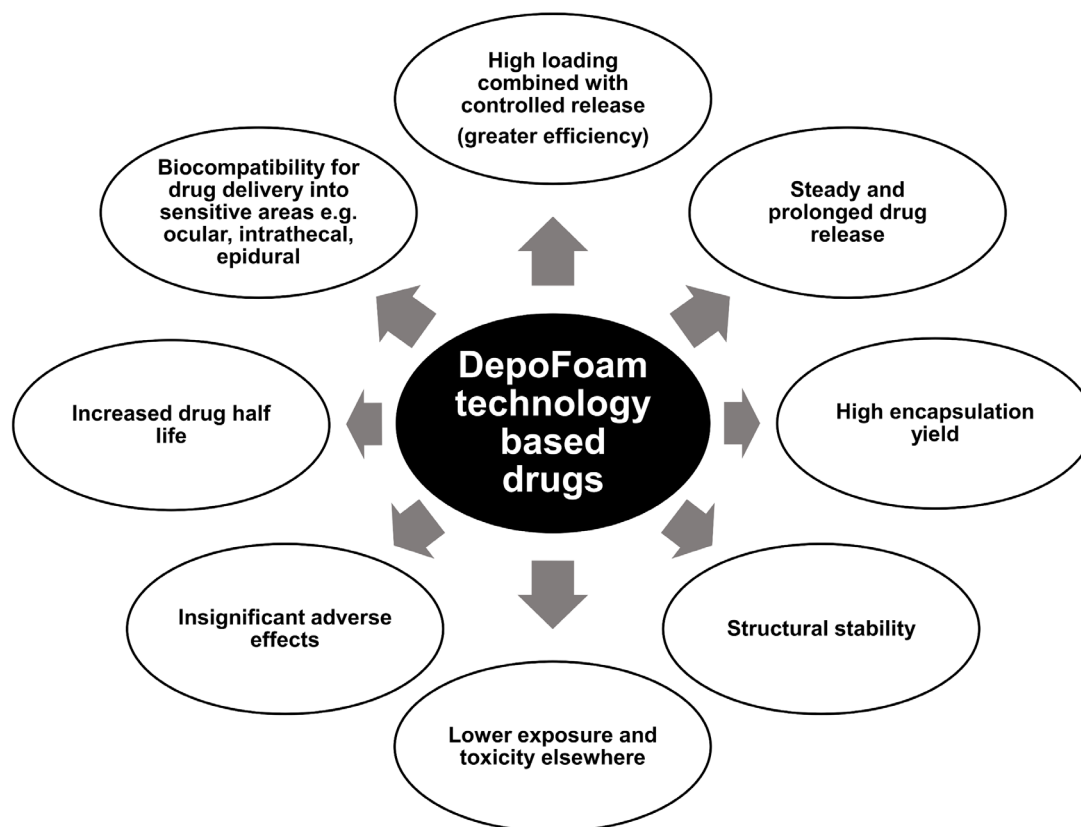 High loading
combined with
controlled release
(greater efficiency)
Biocompatibility for
drug delivery into
sensitive areas e.g.
ocular, intrathecal,
epidural
Steady and
prolonged drug
release
DepoFoam
technology
based
drugs
Increased drug half
life
High encapsulation
yield
Insignificant adverse
effects
Structural stability
Lower exposure and
toxicity elsewhere